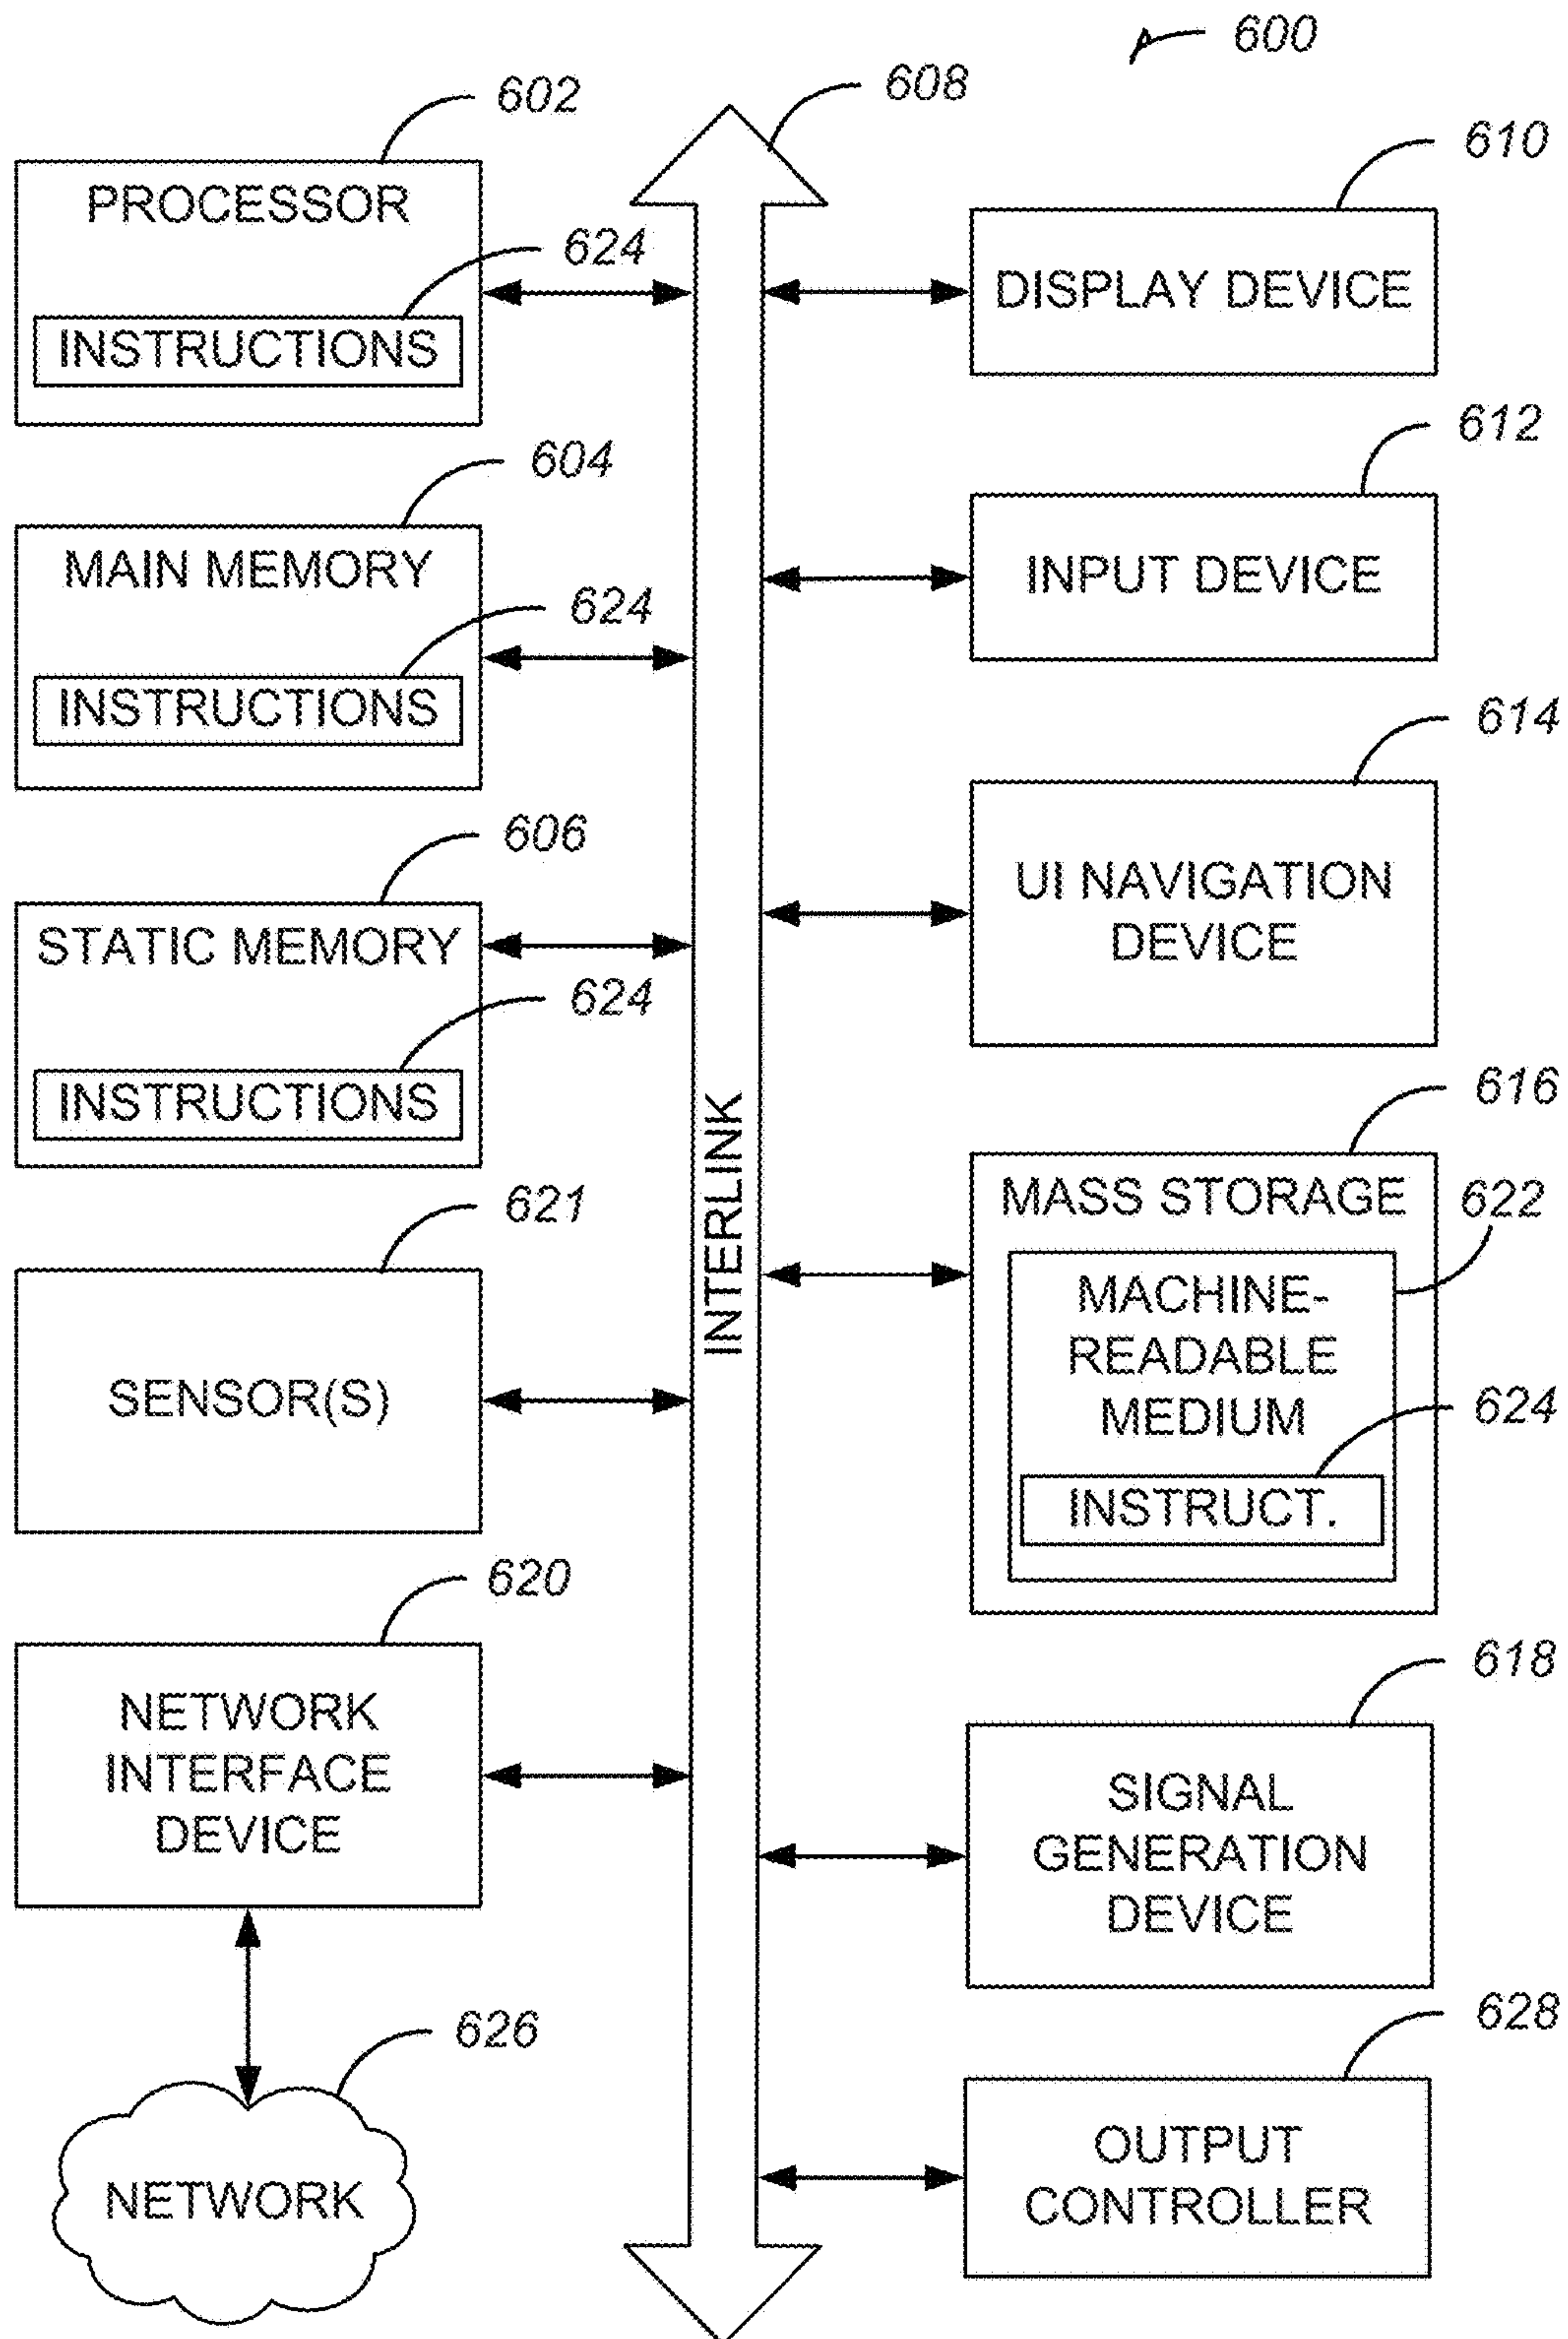 600
608
602
PROCESSOR
624
INSTRUCTIONS
604
MAIN MEMORY
624
INSTRUCTIONS
606
STATIC MEMORY
624
INSTRUCTIONS
621
SENSOR(S)
620
NETWORK
INTERFACE
DEVICE
626
NETWORK
INTERLINK
610
DISPLAY DEVICE
612
INPUT DEVICE
614
UI NAVIGATION
DEVICE
616
MASS STORAGE
622
MACHINE-
READABLE
MEDIUM
624
INSTRUCT.
618
SIGNAL
GENERATION
DEVICE
628
OUTPUT
CONTROLLER